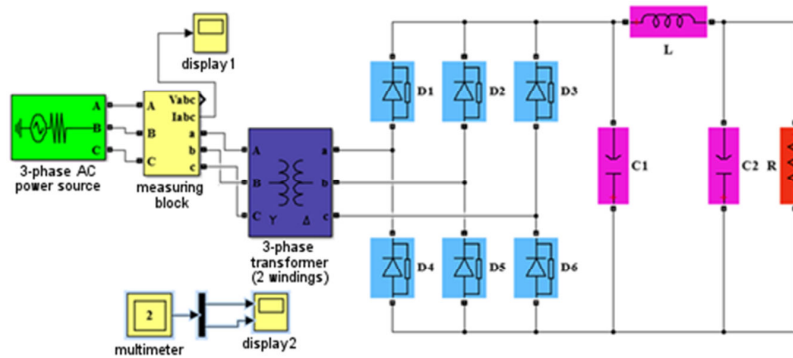 display1
A
B
C
3-phase AC
power source
A
B
C
Vabc
Iabc
a
b
c
measuring
block
A
B
C
a
b
c
Y
Δ
3-phase
transformer
(2 windings)
D1
D2
D3
D4
D5
D6
L
C1
C2
R
2
multimeter
display2